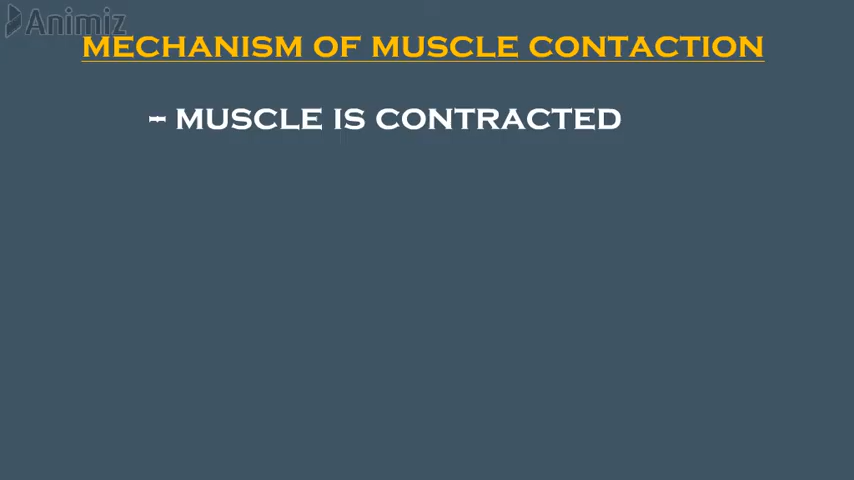 Animiz
MECHANISM OF MUSCLE CONTACTION
– MUSCLE IS CONTRACTED